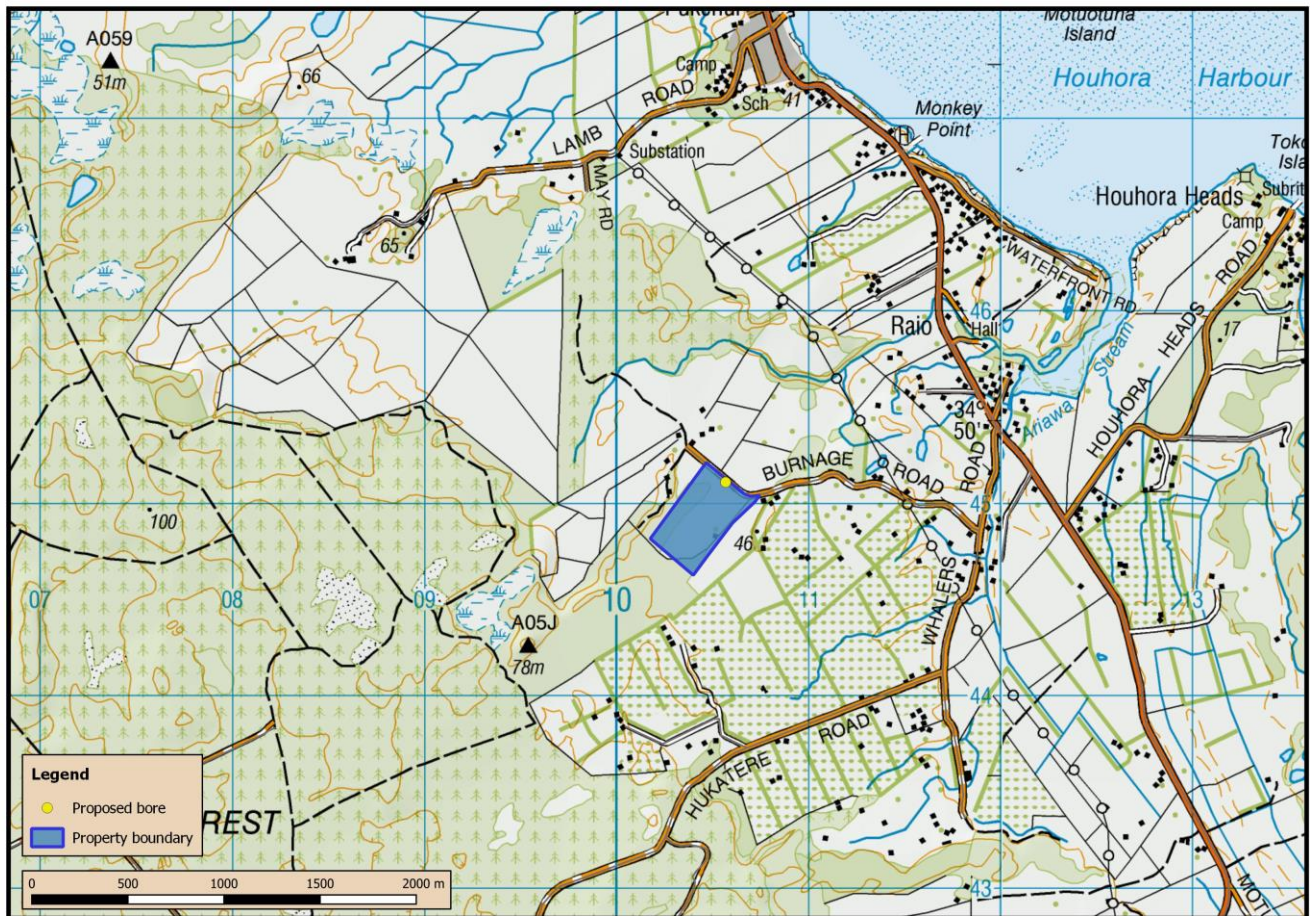 A059
51m
66
Camp
Sch
41
ROAD
LAMB
Substation
MAY RD
65
Island
Houhora Harbour
Monkey
Point
H
Houhora Heads
Camp
WATERFRONT RD
46
Raio
Hall
34°
50'
Ariawa
Stream
HOUHORA
HEADS
ROAD
17
BURNAGE
ROAD
ROAD
WHALERS
45
46
100
07
08
09
10
11
13
A05J
78m
44
HUKATERE
ROAD
43
REST
Legend
Proposed bore
Property boundary
0 500 1000 1500 2000 m